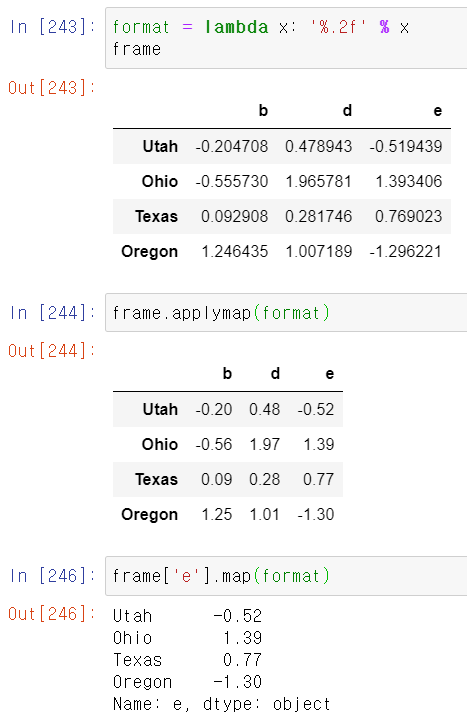 In [243]: format = lambda x: '%.2f' % x
frame
Out[243]:
b d e
Utah -0.204708 0.478943 -0.519439
Ohio -0.555730 1.965781 1.393406
Texas 0.092908 0.281746 0.769023
Oregon 1.246435 1.007189 -1.296221
In [244]: frame.applymap(format)
Out[244]:
b d e
Utah -0.20 0.48 -0.52
Ohio -0.56 1.97 1.39
Texas 0.09 0.28 0.77
Oregon 1.25 1.01 -1.30
In [246]: frame['e'].map(format)
Out[246]: Utah -0.52
Ohio 1.39
Texas 0.77
Oregon -1.30
Name: e, dtype: object